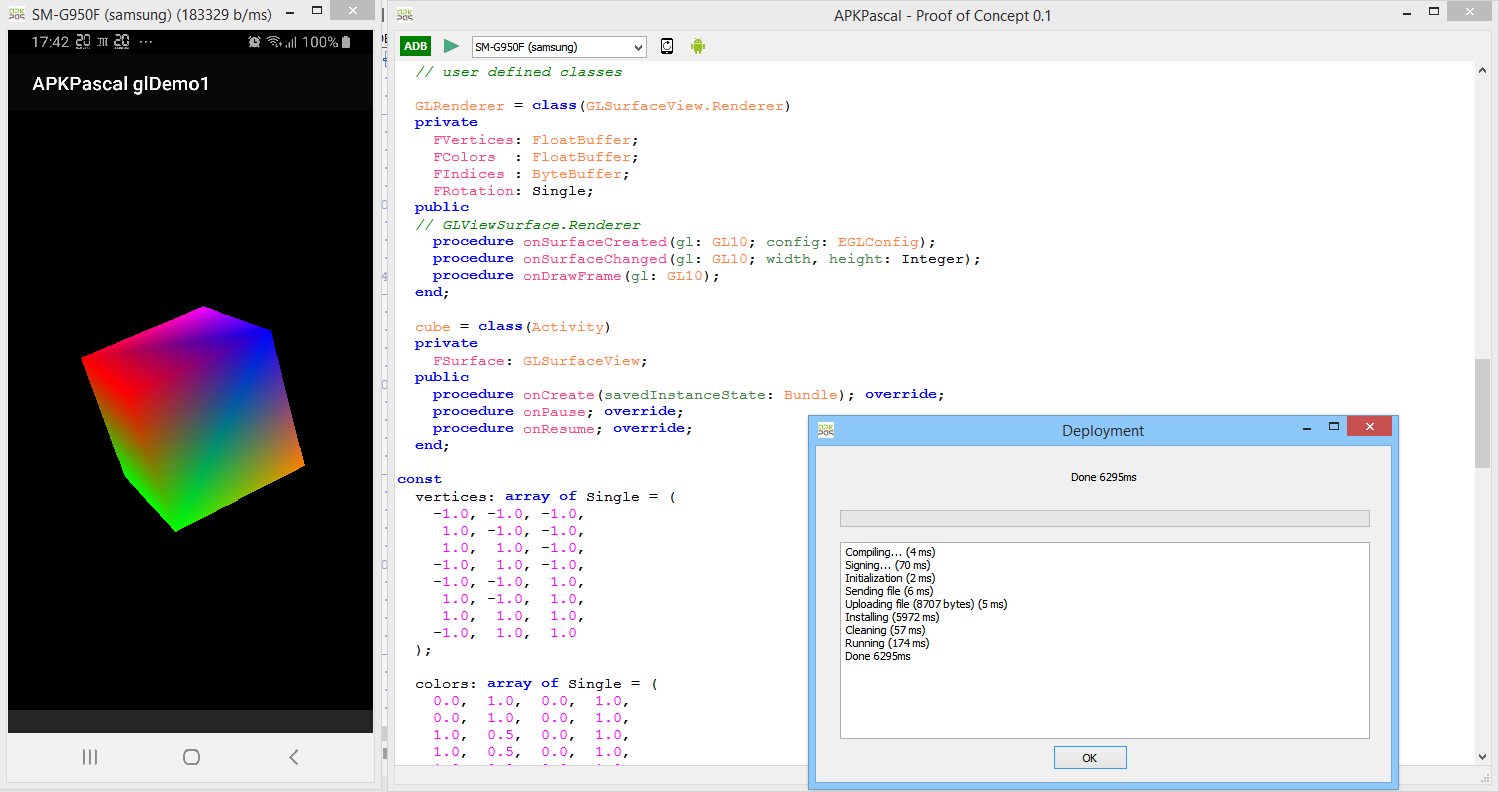 SM-G950F (samsung) (183329 b/ms)
17:42 20 20 ··· 100%
APKPascal glDemo1
APKPascal - Proof of Concept 0.1
ADB SM-G950F (samsung)
// user defined classes
GLRenderer = class(GLSurfaceView.Renderer)
private
FVertices: FloatBuffer;
FColors : FloatBuffer;
FIndices : ByteBuffer;
FRotation: Single;
public
// GLViewSurface.Renderer
procedure onSurfaceCreated(gl: GL10; config: EGLConfig);
procedure onSurfaceChanged(gl: GL10; width, height: Integer);
procedure onDrawFrame(gl: GL10);
end;
cube = class(Activity)
private
FSurface: GLSurfaceView;
public
procedure onCreate(savedInstanceState: Bundle); override;
procedure onPause; override;
procedure onResume; override;
end;
const
vertices: array of Single = (
-1.0, -1.0, -1.0,
1.0, -1.0, -1.0,
1.0, 1.0, -1.0,
-1.0, 1.0, -1.0,
-1.0, -1.0, 1.0,
1.0, -1.0, 1.0,
1.0, 1.0, 1.0,
-1.0, 1.0, 1.0
);
colors: array of Single = (
0.0, 1.0, 0.0, 1.0,
0.0, 1.0, 0.0, 1.0,
1.0, 0.5, 0.0, 1.0,
1.0, 0.5, 0.0, 1.0,
APK
PAS
Deployment
Done 6295ms
Compiling... (4 ms)
Signing... (70 ms)
Initialization (2 ms)
Sending file (6 ms)
Uploading file (8707 bytes) (5 ms)
Installing (5972 ms)
Cleaning (57 ms)
Running (174 ms)
Done 6295ms
OK